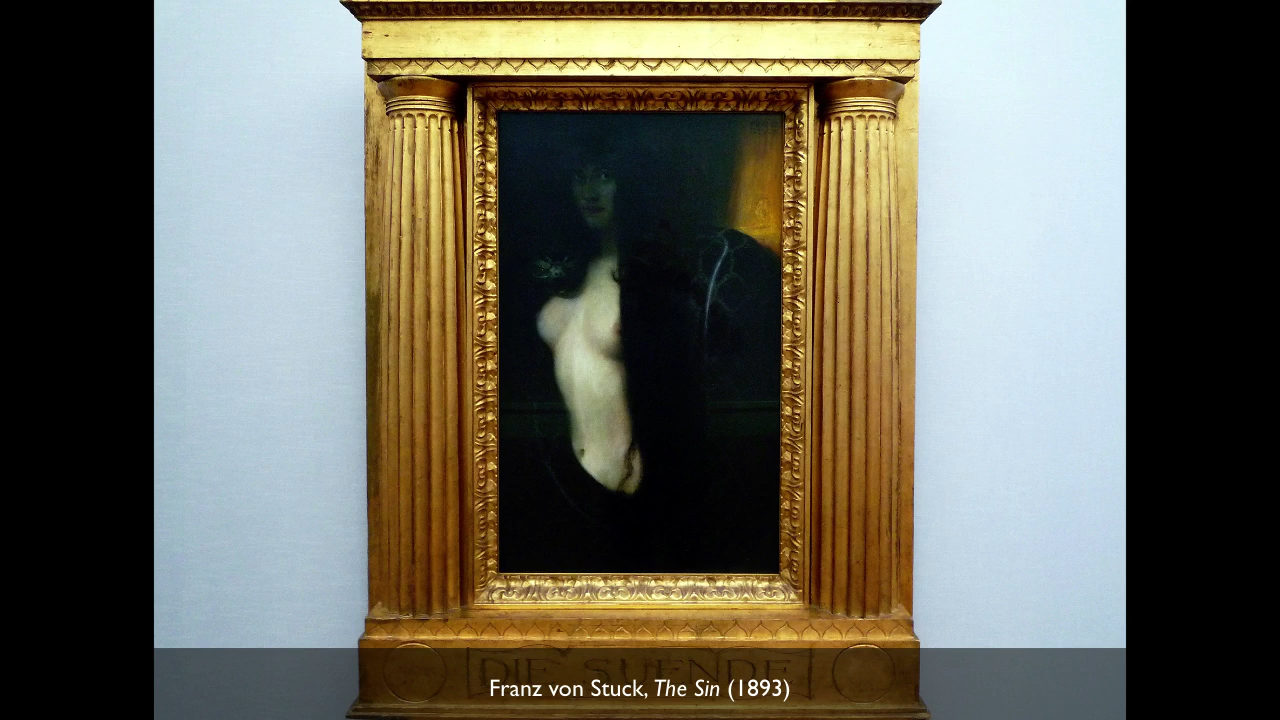 DIE SUENDE
Franz von Stuck, The Sin (1893)